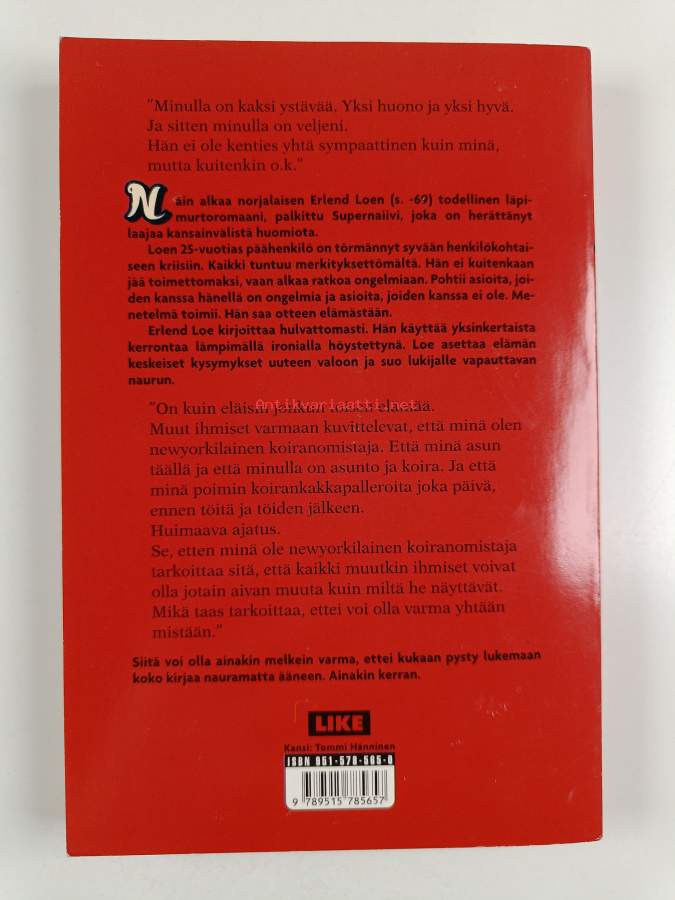 "Minulla on kaksi ystävää. Yksi huono ja yksi hyvä.
Ja sitten minulla on veljeni.
Hän ei ole kenties yhtä sympaattinen kuin minä,
mutta kuitenkin o.k."
Näin alkaa norjalaisen Erlend Loen (s. -69) todellinen läpi-
murtoromaani, palkittu Supernaiivi, joka on herättänyt
laajaa kansainvälistä huomiota.
Loen 25-vuotias päähenkilö on törmännyt syvään henkilökohtai-
seen kriisiin. Kaikki tuntuu merkityksettömältä. Hän ei kuitenkaan
jää toimettomaksi, vaan alkaa ratkoa ongelmiaan. Pohtii asioita, joi-
den kanssa hänellä on ongelmia ja asioita, joiden kanssa ei ole. Me-
netelmä toimii. Hän saa otteen elämästään.
Erlend Loe kirjoittaa hulvattomasti. Hän käyttää yksinkertaista
kerrontaa lämpimällä ironialla höystettynä. Loe asettaa elämän
keskeiset kysymykset uuteen valoon ja suo lukijalle vapauttavan
naurun.
Antikvariaatti.net
"On kuin eläisin jonkun toisen elämää.
Muut ihmiset varmaan kuvittelevat, että minä olen
newyorkilainen koiranomistaja. Että minä asun
täällä ja että minulla on asunto ja koira. Ja että
minä poimin koirankakkapalleroita joka päivä,
ennen töitä ja töiden jälkeen.
Huimaava ajatus.
Se, etten minä ole newyorkilainen koiranomistaja
tarkoittaa sitä, että kaikki muutkin ihmiset voivat
olla jotain aivan muuta kuin miltä he näyttävät.
Mikä taas tarkoittaa, ettei voi olla varma yhtään
mistään."
Siitä voi olla ainakin melkein varma, ettei kukaan pysty lukemaan
koko kirjaa nauramatta ääneen. Ainakin kerran.
LIKE
Kansi: Tommi Hänninen
ISBN 951-578-565-0
9 789515 785657